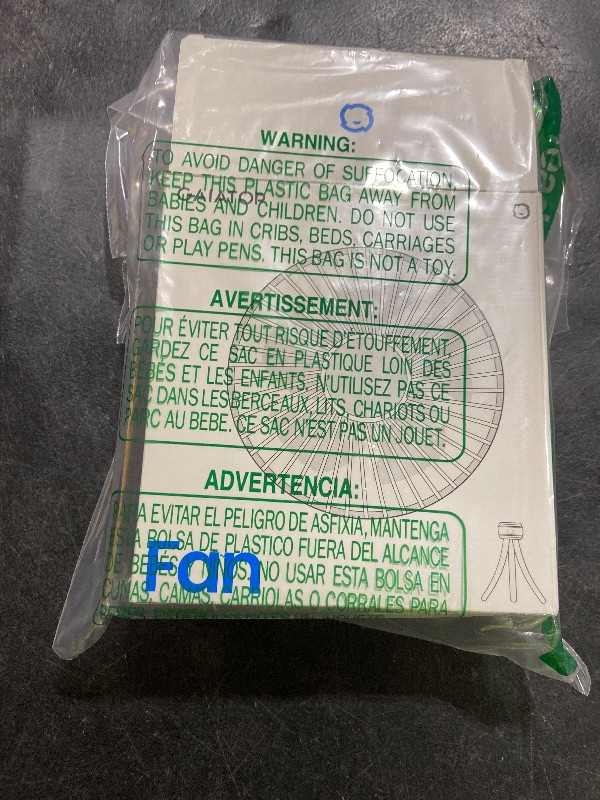 WARNING:
TO AVOID DANGER OF SUFFOCATION,
KEEP THIS PLASTIC BAG AWAY FROM
BABIES AND CHILDREN. DO NOT USE
THIS BAG IN CRIBS, BEDS, CARRIAGES
OR PLAY PENS. THIS BAG IS NOT A TOY.
AVERTISSEMENT:
POUR ÉVITER TOUT RISQUE D'ETOUFFEMENT,
GARDEZ CE SAC EN PLASTIQUE LOIN DES
BÉBÉS ET LES ENFANTS, N'UTILISEZ PAS CE
SAC DANS LES BERCEAUX, LITS, CHARIOTS OU
PARC AU BEBE. CE SAC N'EST PAS UN JOUET.
ADVERTENCIA:
PARA EVITAR EL PELIGRO DE ASFIXIA, MANTENGA
ESTA BOLSA DE PLASTICO FUERA DEL ALCANCE
DE BEBÉS Y NIÑOS, NO USAR ESTA BOLSA EN
CUNAS, CAMAS, CARRIOLAS O CORRALES PARA
Fan